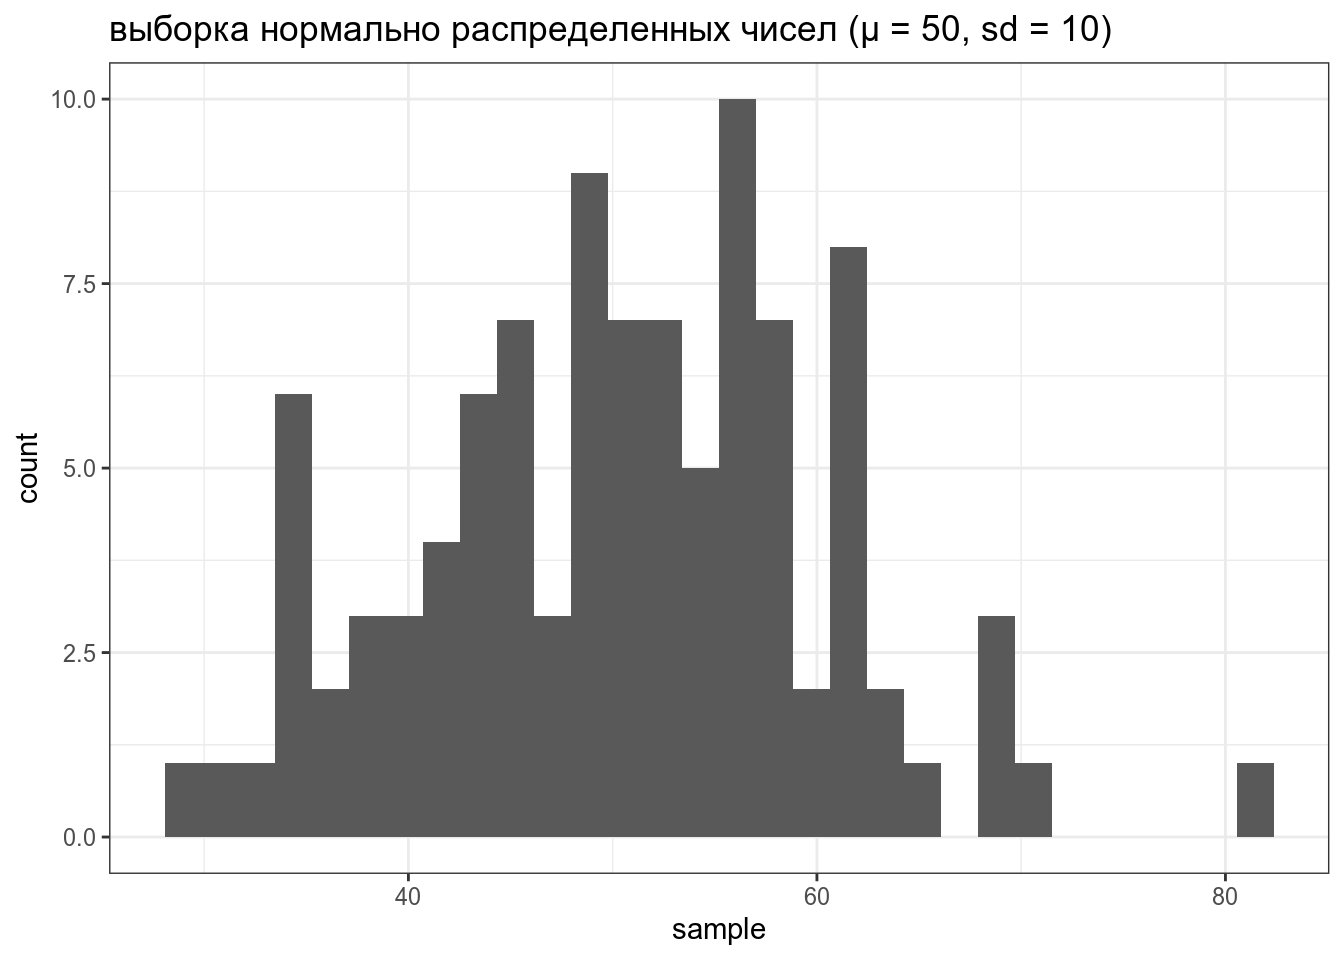 выборка нормально распределенных чисел (μ = 50, sd = 10)
10.0
7.5
5.0
2.5
0.0
count
40 60 80
sample